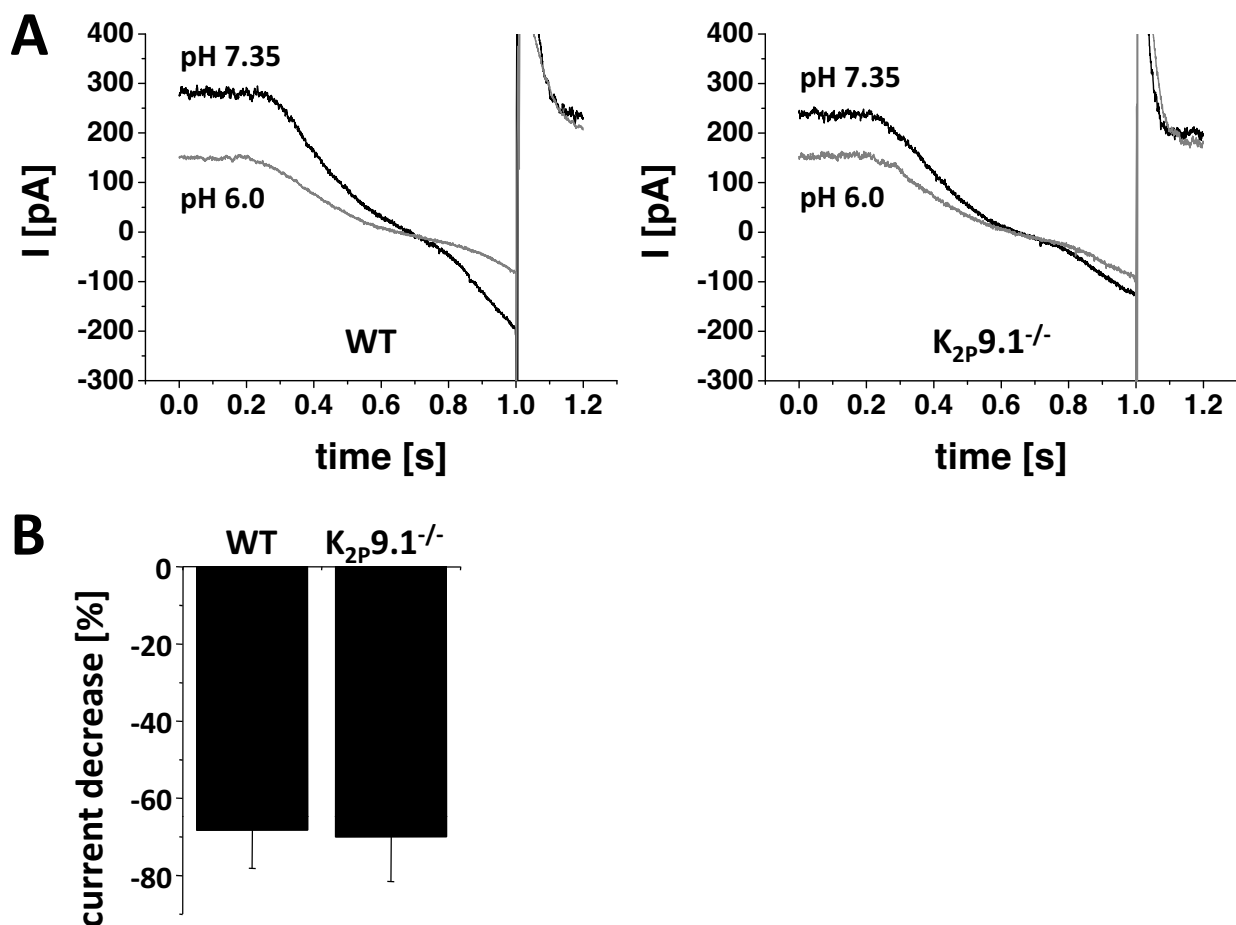 A
400
300
200
100
0
-100
-200
-300
I [pA]
pH 7.35
pH 6.0
WT
0.0 0.2 0.4 0.6 0.8 1.0 1.2
time [s]
400
300
200
100
0
-100
-200
-300
I [pA]
pH 7.35
pH 6.0
K2P9.1-/-
0.0 0.2 0.4 0.6 0.8 1.0 1.2
time [s]
B
WT K2P9.1-/-
0
-20
-40
-60
-80
current decrease [%]